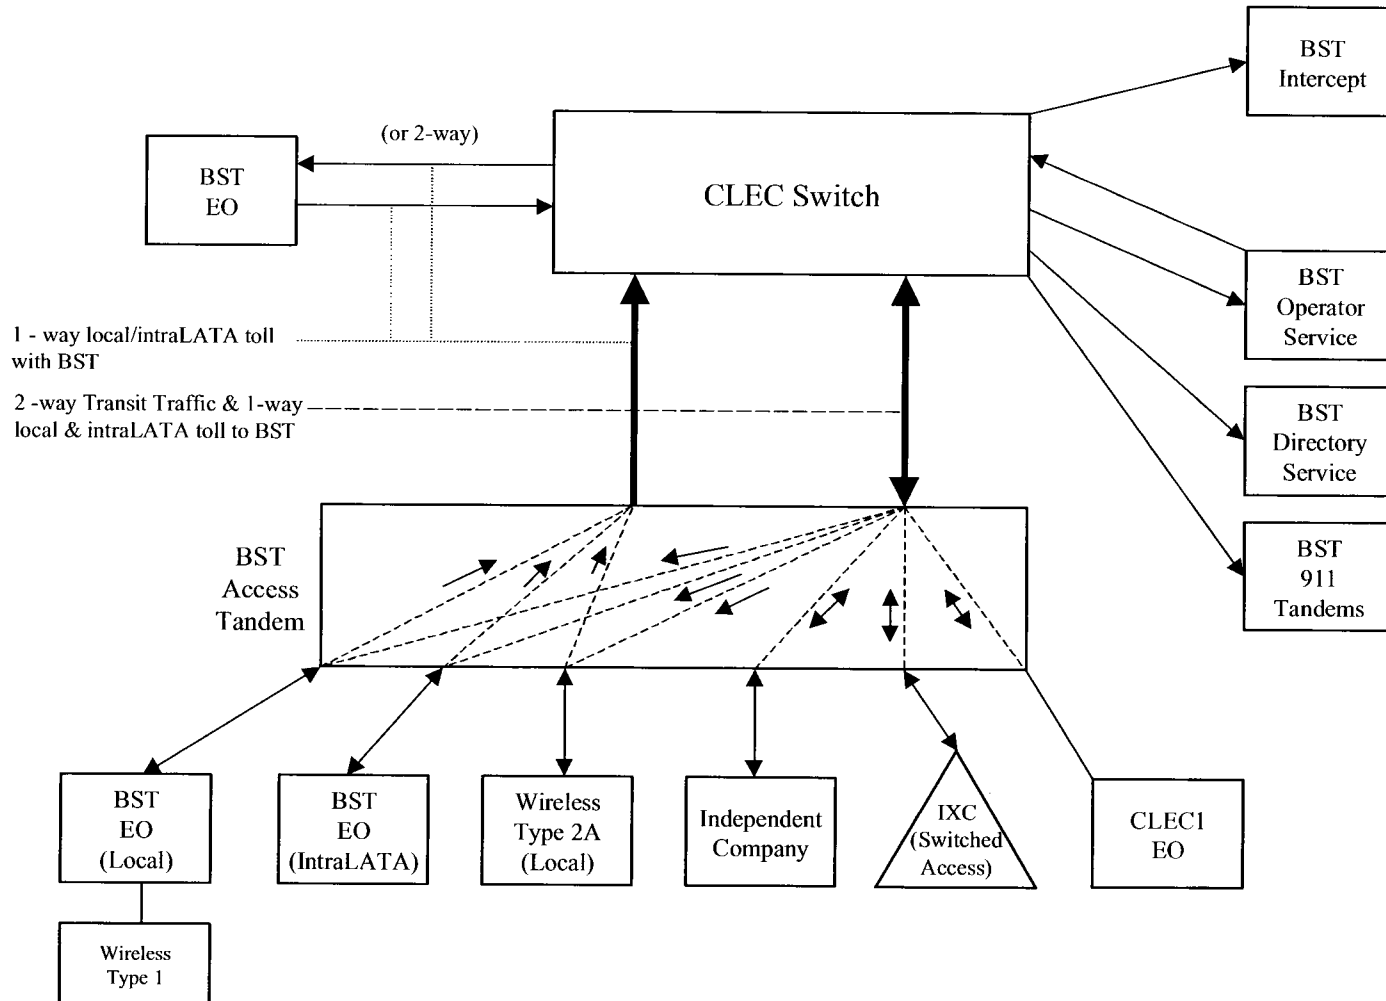 BST
Intercept
(or 2-way)
BST
EO
CLEC Switch
BST
Operator
Service
1 - way local/intraLATA toll
with BST
2 -way Transit Traffic & 1-way
local & intraLATA toll to BST
BST
Directory
Service
BST
911
Tandems
BST
Access
Tandem
BST
EO
(Local)
BST
EO
(IntraLATA)
Wireless
Type 2A
(Local)
Independent
Company
IXC
(Switched
Access)
CLEC1
EO
Wireless
Type 1